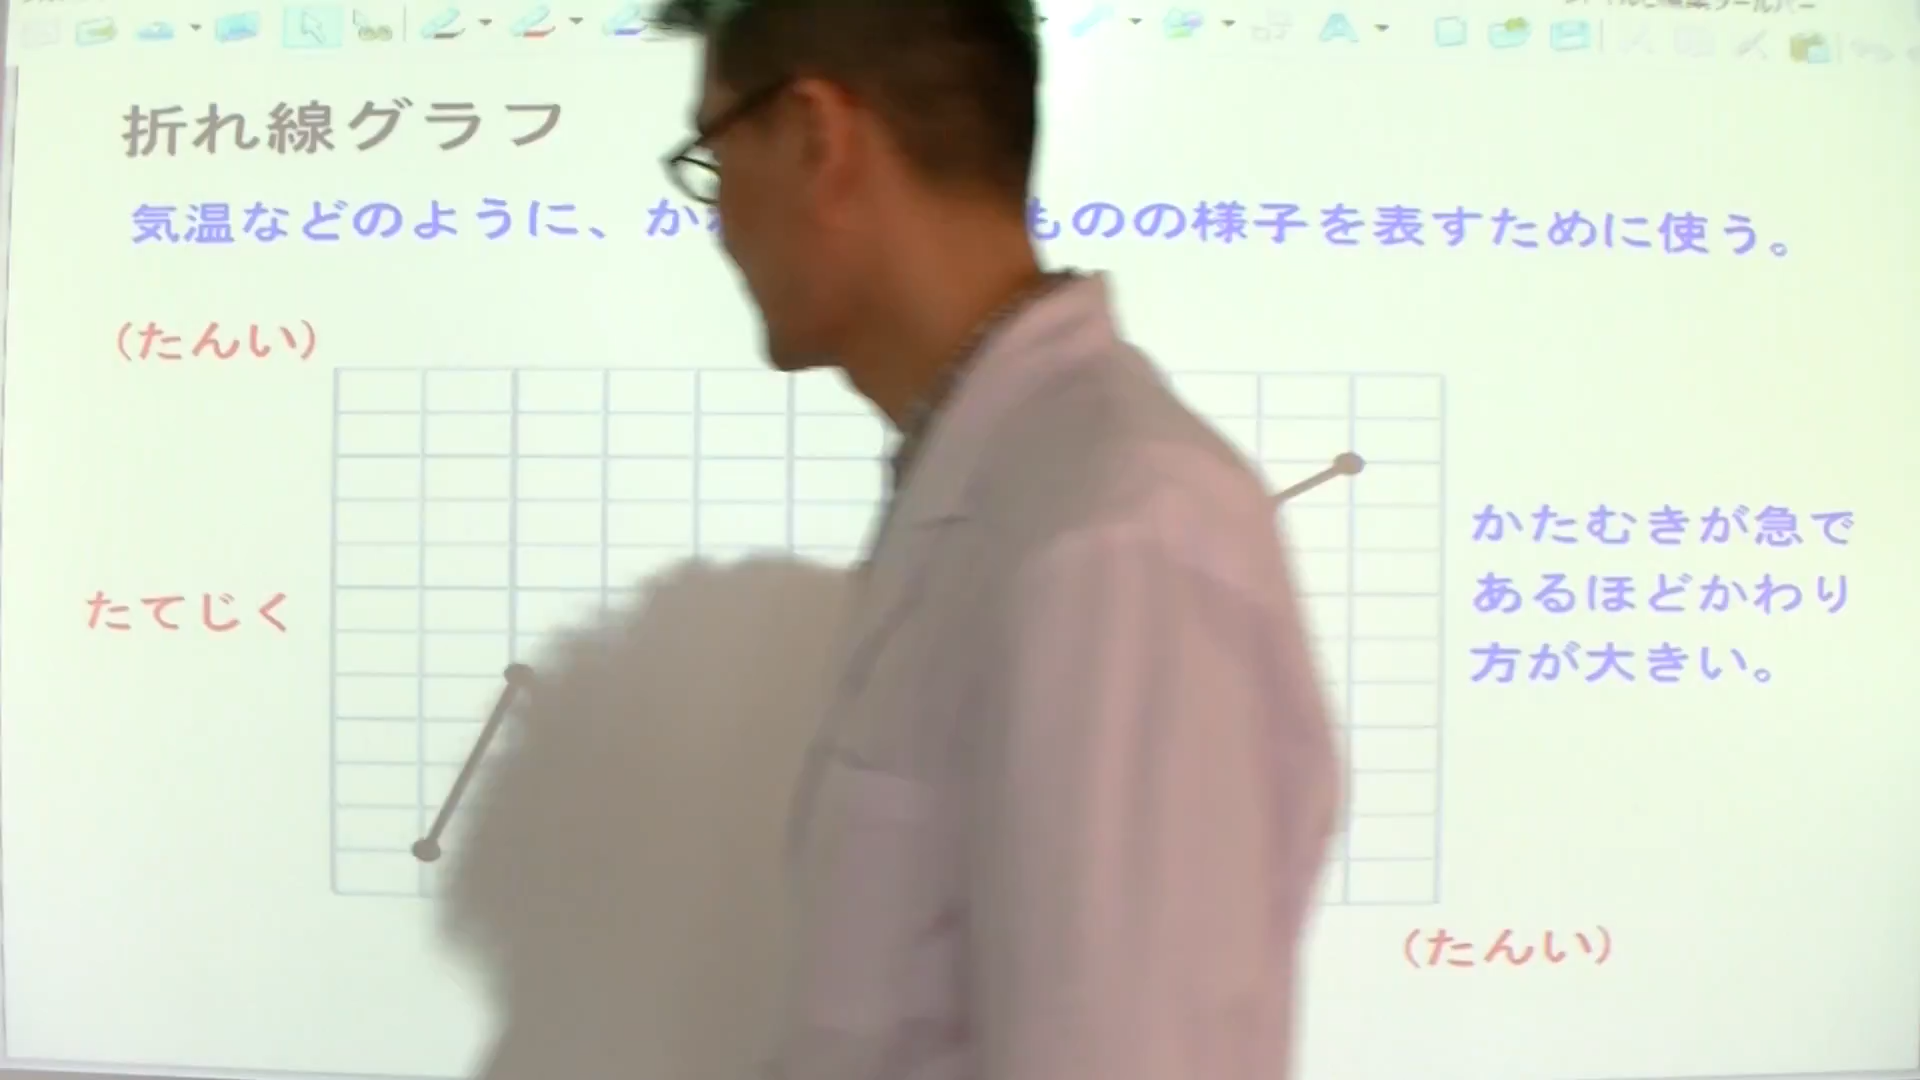 折れ線グラフ
気温などのように、か ものの様子を表すために使う。
(たんい)
かたむきが急で
あるほどかわり
方が大きい。
たてじく
(たんい)